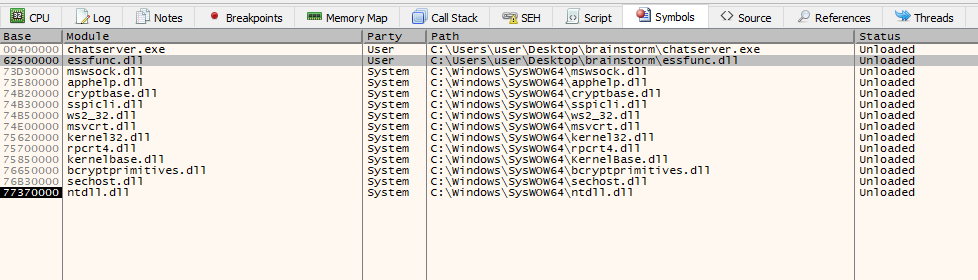 CPU Log Notes Breakpoints Memory Map Call Stack SEH Script Symbols Source References Threads
Base Module Party Path Status
00400000 chatserver.exe User C:\Users\user\Desktop\brainstorm\chatserver.exe Unloaded
62500000 essfunc.dll User C:\Users\user\Desktop\brainstorm\essfunc.dll Unloaded
73D30000 mswsock.dll System C:\Windows\SysWOW64\mswsock.dll Unloaded
73E80000 apphelp.dll System C:\Windows\SysWOW64\apphelp.dll Unloaded
74B20000 cryptbase.dll System C:\Windows\SysWOW64\cryptbase.dll Unloaded
74B30000 sspicli.dll System C:\Windows\SysWOW64\sspicli.dll Unloaded
74B50000 ws2_32.dll System C:\Windows\SysWOW64\ws2_32.dll Unloaded
74E00000 msvcrt.dll System C:\Windows\SysWOW64\msvcrt.dll Unloaded
75620000 kernel32.dll System C:\Windows\SysWOW64\kernel32.dll Unloaded
75700000 rpcrt4.dll System C:\Windows\SysWOW64\rpcrt4.dll Unloaded
75850000 kernelbase.dll System C:\Windows\SysWOW64\KernelBase.dll Unloaded
76650000 bcryptprimitives.dll System C:\Windows\SysWOW64\bcryptprimitives.dll Unloaded
76B30000 sechost.dll System C:\Windows\SysWOW64\sechost.dll Unloaded
77370000 ntdll.dll System C:\Windows\SysWOW64\ntdll.dll Unloaded